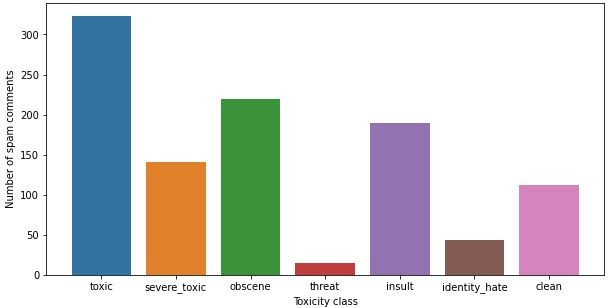 Number of spam comments
300
250
200
150
100
50
0
toxic severe_toxic obscene threat insult identity_hate clean
Toxicity class